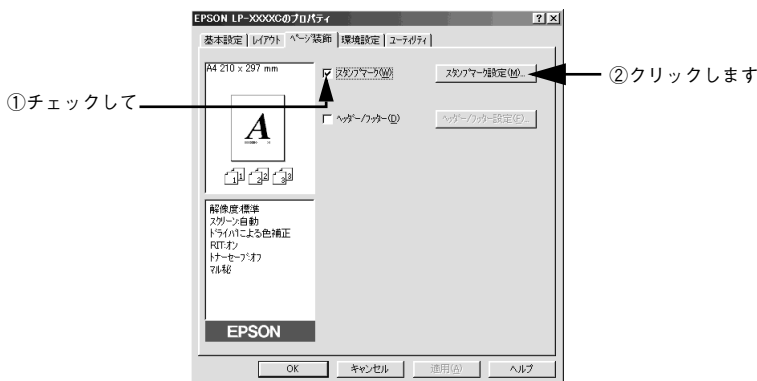 EPSON LP-XXXXCのプロパティ
基本設定 レイアウト ページ装飾 環境設定 ユーティリティ
A4 210 x 297 mm
スタンプマーク(W)
スタンプマーク設定(M)...
②クリックします
①チェックして
ヘッダー/フッター(D)
ヘッダー/フッター設定(F)...
A
1 1 2 2 3 3
解像度:標準
スクリーン:自動
ドライバによる色補正
RIT:オン
トナーセーブ:オフ
マル秘
EPSON
OK キャンセル 適用(A) ヘルプ